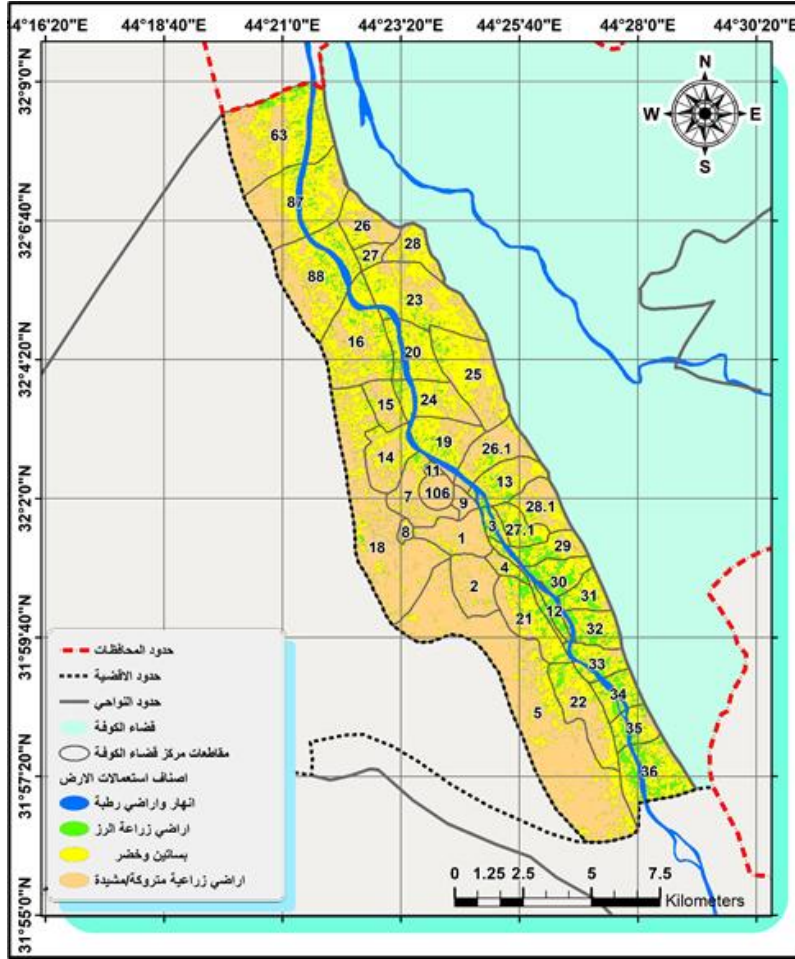 44°16'20"E 44°18'40"E 44°21'0"E 44°23'20"E 44°25'40"E 44°28'0"E 44°30'20"E
32°9'0"N
32°6'40"N
32°4'20"N
32°2'0"N
31°59'40"N
31°57'20"N
31°55'0"N
N
W E
S
63
87
26
28
27
88
23
16
20
25
15
24
19
26.1
14
11
13
106
7
9
28.1
3
27.1
8
1
29
18
4
30
2
31
21
12
32
33
22
34
5
35
36
حدود المحافظات
حدود الاقضية
حدود النواحي
قضاء الكوفة
مقاطعات مركز قضاء الكوفة
اصناف استعمالات الارض
انهار واراضي رطبة
اراضي زراعة الرز
بساتين وخضر
اراضي زراعية متروكة/مشيدة
0 1.25 2.5 5 7.5
Kilometers